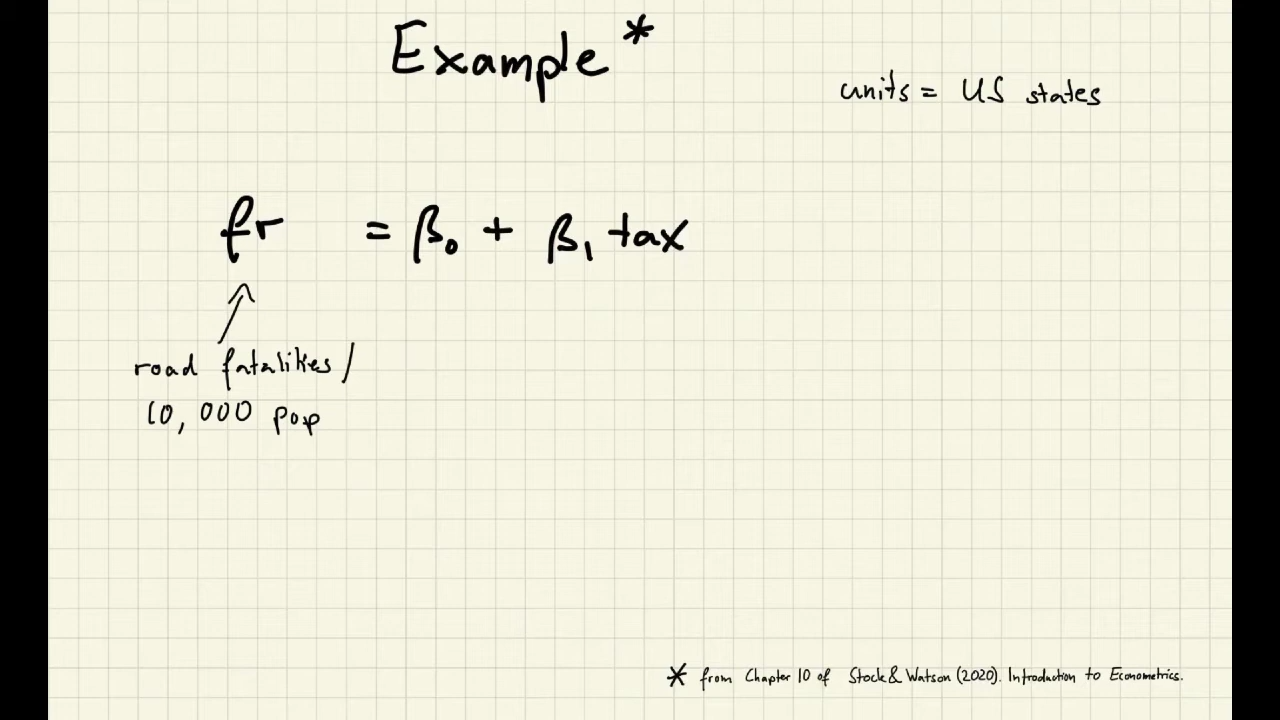 Example *
units = US states
fr = β₀ + β₁ tax
road fatalities /
10,000 pop
* from Chapter 10 of Stock & Watson (2020). Introduction to Econometrics.